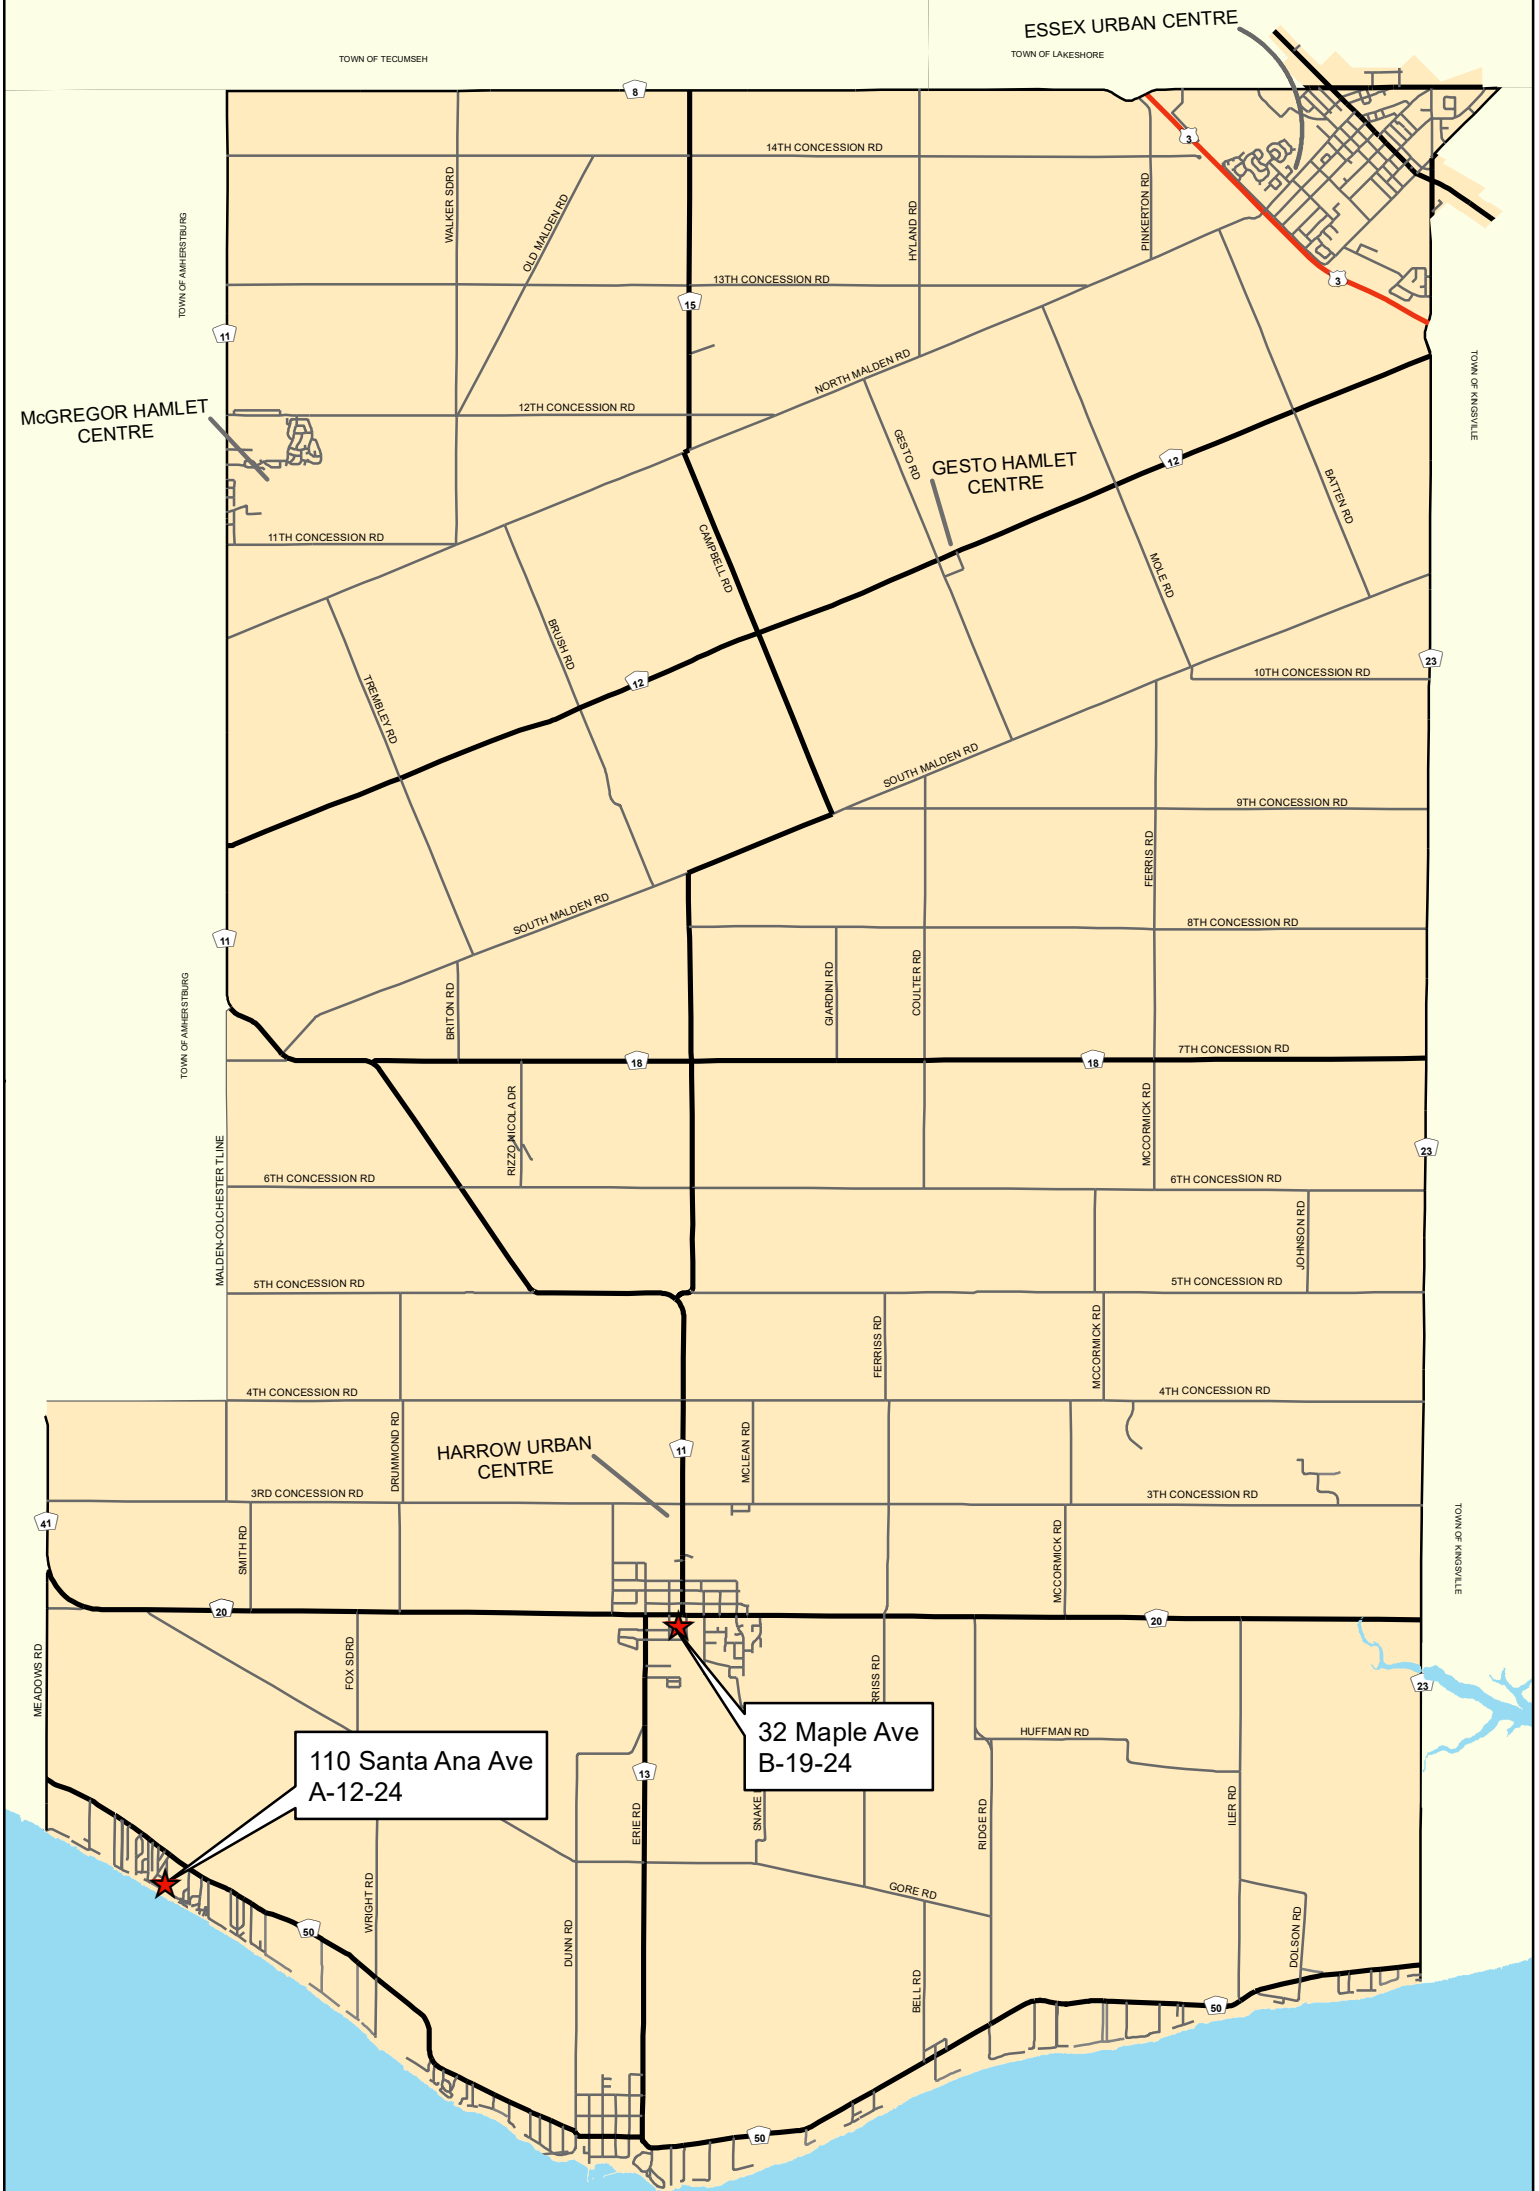 ESSEX URBAN CENTRE
TOWN OF TECUMSEH
TOWN OF LAKESHORE
8
3
14TH CONCESSION RD
WALKER SDRD
OLD MALDEN RD
HYLAND RD
PINKERTON RD
TOWN OF AMHERSTBURG
13TH CONCESSION RD
3
15
11
TOWN OF KINGSVILLE
NORTH MALDEN RD
McGREGOR HAMLET
CENTRE
12TH CONCESSION RD
GESTO RD
GESTO HAMLET
CENTRE
12
BATTEN RD
11TH CONCESSION RD
CAMPBELL RD
MOLE RD
BRUSH RD
23
10TH CONCESSION RD
12
TREMBLEY RD
SOUTH MALDEN RD
9TH CONCESSION RD
FERRIS RD
SOUTH MALDEN RD
8TH CONCESSION RD
11
TOWN OF AMHERSTBURG
BRITON RD
GIARDINI RD
COULTER RD
7TH CONCESSION RD
18
18
RIZZO NICOLA DR
MCCORMICK RD
23
MALDEN-COLCHESTER TLINE
6TH CONCESSION RD
6TH CONCESSION RD
JOHNSON RD
5TH CONCESSION RD
5TH CONCESSION RD
FERRISS RD
MCCORMICK RD
4TH CONCESSION RD
4TH CONCESSION RD
DRUMMOND RD
HARROW URBAN
CENTRE
11
MCLEAN RD
3RD CONCESSION RD
3TH CONCESSION RD
41
SMITH RD
MCCORMICK RD
TOWN OF KINGSVILLE
20
20
MEADOWS RD
FOX SDRD
RRISS RD
23
32 Maple Ave
B-19-24
HUFFMAN RD
110 Santa Ana Ave
A-12-24
13
ERIE RD
SNAKE
RIDGE RD
ILER RD
WRIGHT RD
GORE RD
50
DUNN RD
BELL RD
DOLSON RD
50
50